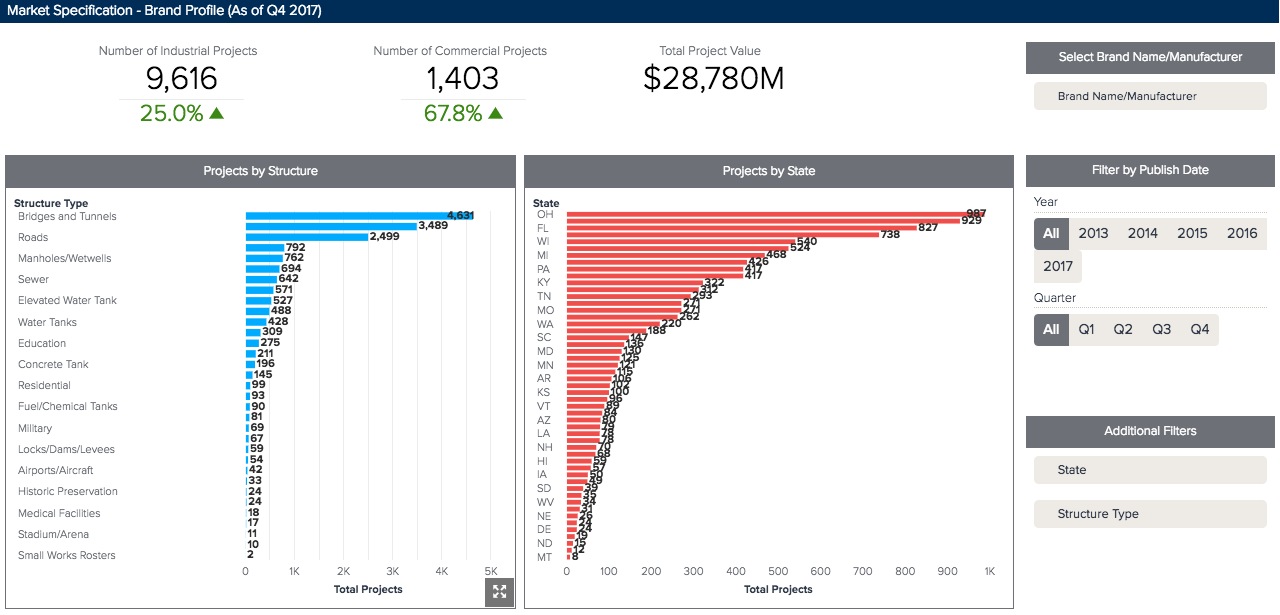 Market Specification - Brand Profile (As of Q4 2017)
Number of Industrial Projects
9,616
25.0%
Number of Commercial Projects
1,403
67.8%
Total Project Value
$28,780M
Select Brand Name/Manufacturer
Brand Name/Manufacturer
Projects by Structure
Structure Type
Bridges and Tunnels 4,631
3,489
Roads 2,499
792
Manholes/Wetwells 762
694
Sewer 642
571
Elevated Water Tank 527
488
Water Tanks 428
309
Education 275
211
Concrete Tank 196
145
Residential 99
93
Fuel/Chemical Tanks 90
81
Military 69
67
Locks/Dams/Levees 59
54
Airports/Aircraft 42
33
Historic Preservation 24
24
Medical Facilities 18
17
Stadium/Arena 11
10
Small Works Rosters 2
0 1K 2K 3K 4K 5K
Total Projects
Projects by State
State
OH 987
929
FL 827
738
WI 540
524
MI 468
426
PA 417
417
KY 322
312
TN 293
271
MO 271
262
WA 220
188
SC 147
136
MD 130
125
MN 121
115
AR 106
102
KS 100
96
VT 89
84
AZ 80
79
LA 78
78
NH 70
68
HI 59
57
IA 50
49
SD 39
35
WV 34
31
NE 26
24
DE 24
19
ND 15
12
MT 8
0 100 200 300 400 500 600 700 800 900 1K
Total Projects
Filter by Publish Date
Year
All 2013 2014 2015 2016
2017
Quarter
All Q1 Q2 Q3 Q4
Additional Filters
State
Structure Type